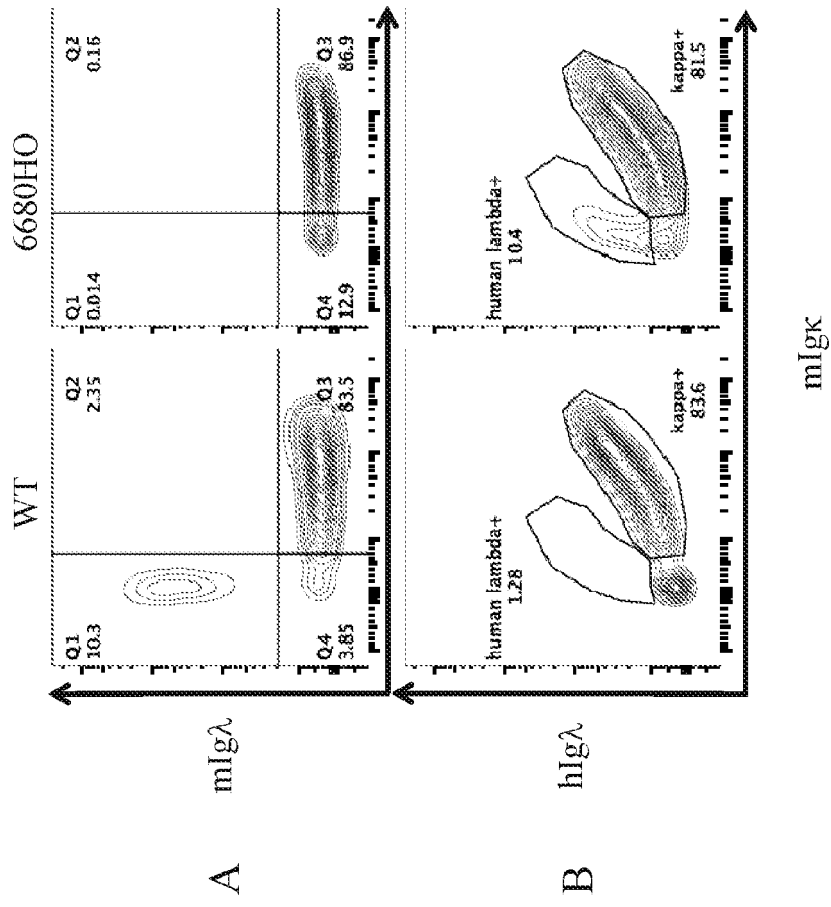 WT
6680HO
A
mIgλ
Q1
10.3
Q2
2.35
Q4
3.85
Q3
83.5
Q1
0.014
Q2
0.16
Q4
12.9
Q3
86.9
B
hIgλ
human lambda+
1.28
kappa+
83.6
human lambda+
10.4
kappa+
81.5
mIgκ